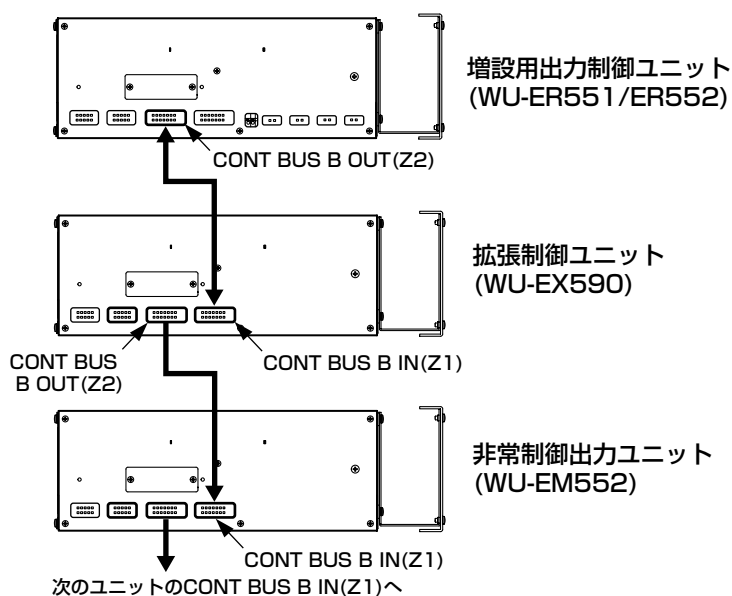 増設用出力制御ユニット
(WU-ER551/ER552)
CONT BUS B OUT(Z2)
拡張制御ユニット
(WU-EX590)
CONT BUS
B OUT(Z2)
CONT BUS B IN(Z1)
非常制御出力ユニット
(WU-EM552)
CONT BUS B IN(Z1)
次のユニットのCONT BUS B IN(Z1)へ